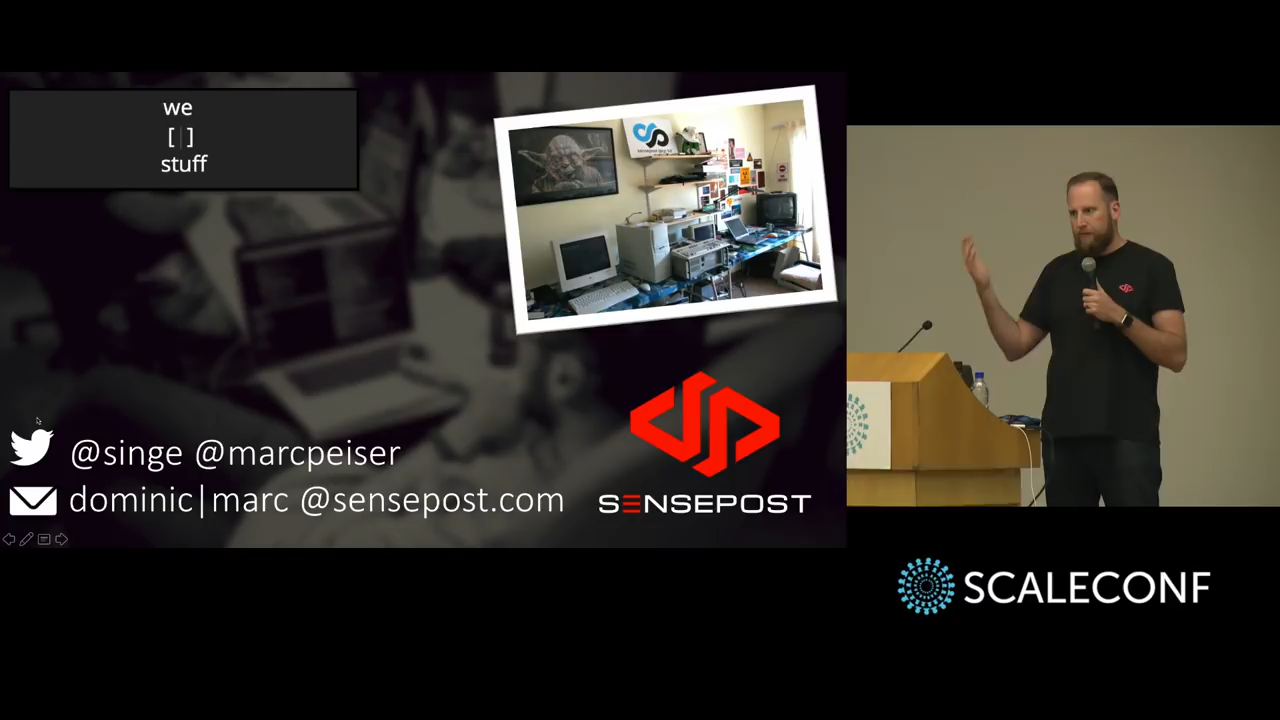 we
[ | ]
stuff
@singe @marcpeiser
dominic|marc @sensepost.com
SENSEPOST
SCALECONF